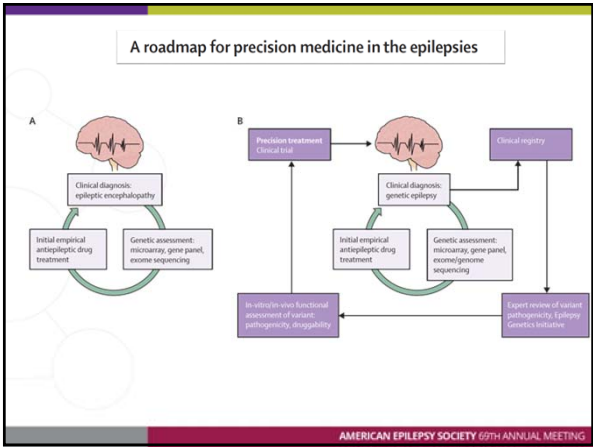 A roadmap for precision medicine in the epilepsies
A
Clinical diagnosis:
epileptic encephalopathy
Initial empirical
antiepileptic drug
treatment
Genetic assessment:
microarray, gene panel,
exome sequencing
B
Precision treatment
Clinical trial
Clinical registry
Clinical diagnosis:
genetic epilepsy
Initial empirical
antiepileptic drug
treatment
Genetic assessment:
microarray, gene panel,
exome/genome
sequencing
In-vitro/in-vivo functional
assessment of variant:
pathogenicity, druggability
Expert review of variant
pathogenicity, Epilepsy
Genetics Initiative
AMERICAN EPILEPSY SOCIETY 69TH ANNUAL MEETING